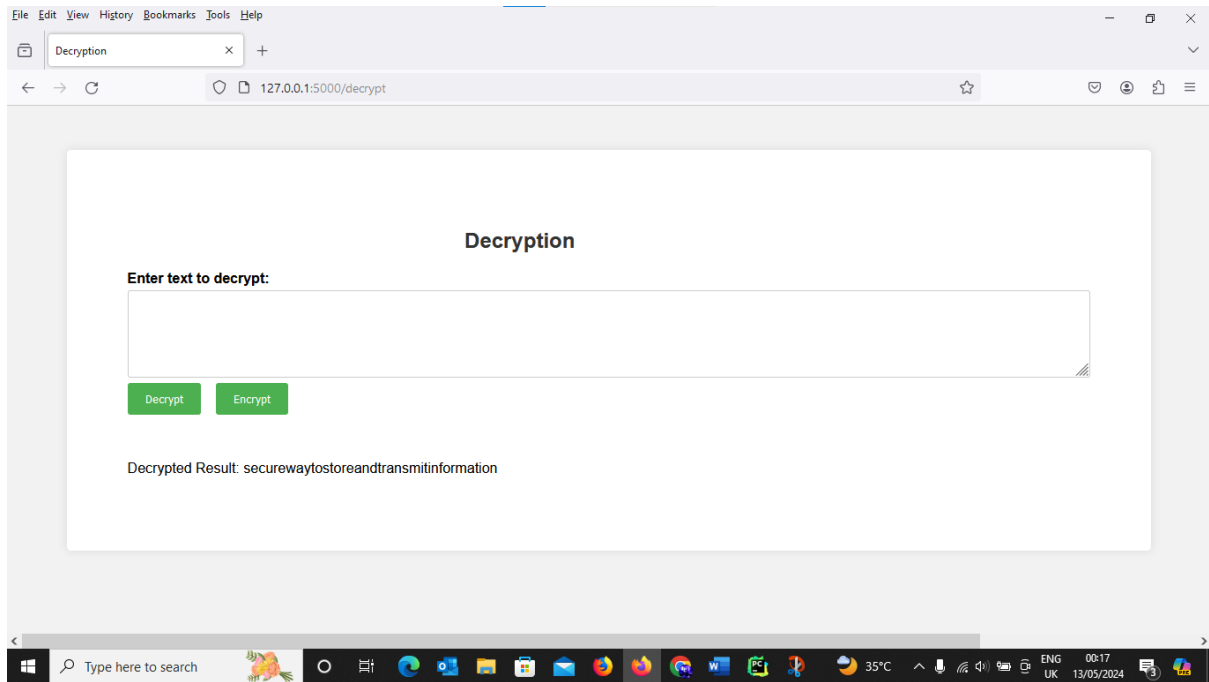 File Edit View History Bookmarks Tools Help
Decryption
127.0.0.1:5000/decrypt
Decryption
Enter text to decrypt:
Decrypt Encrypt
Decrypted Result: securewaytostoreandtransmitinformation
Type here to search 35°C ENG 00:17
UK 13/05/2024 3